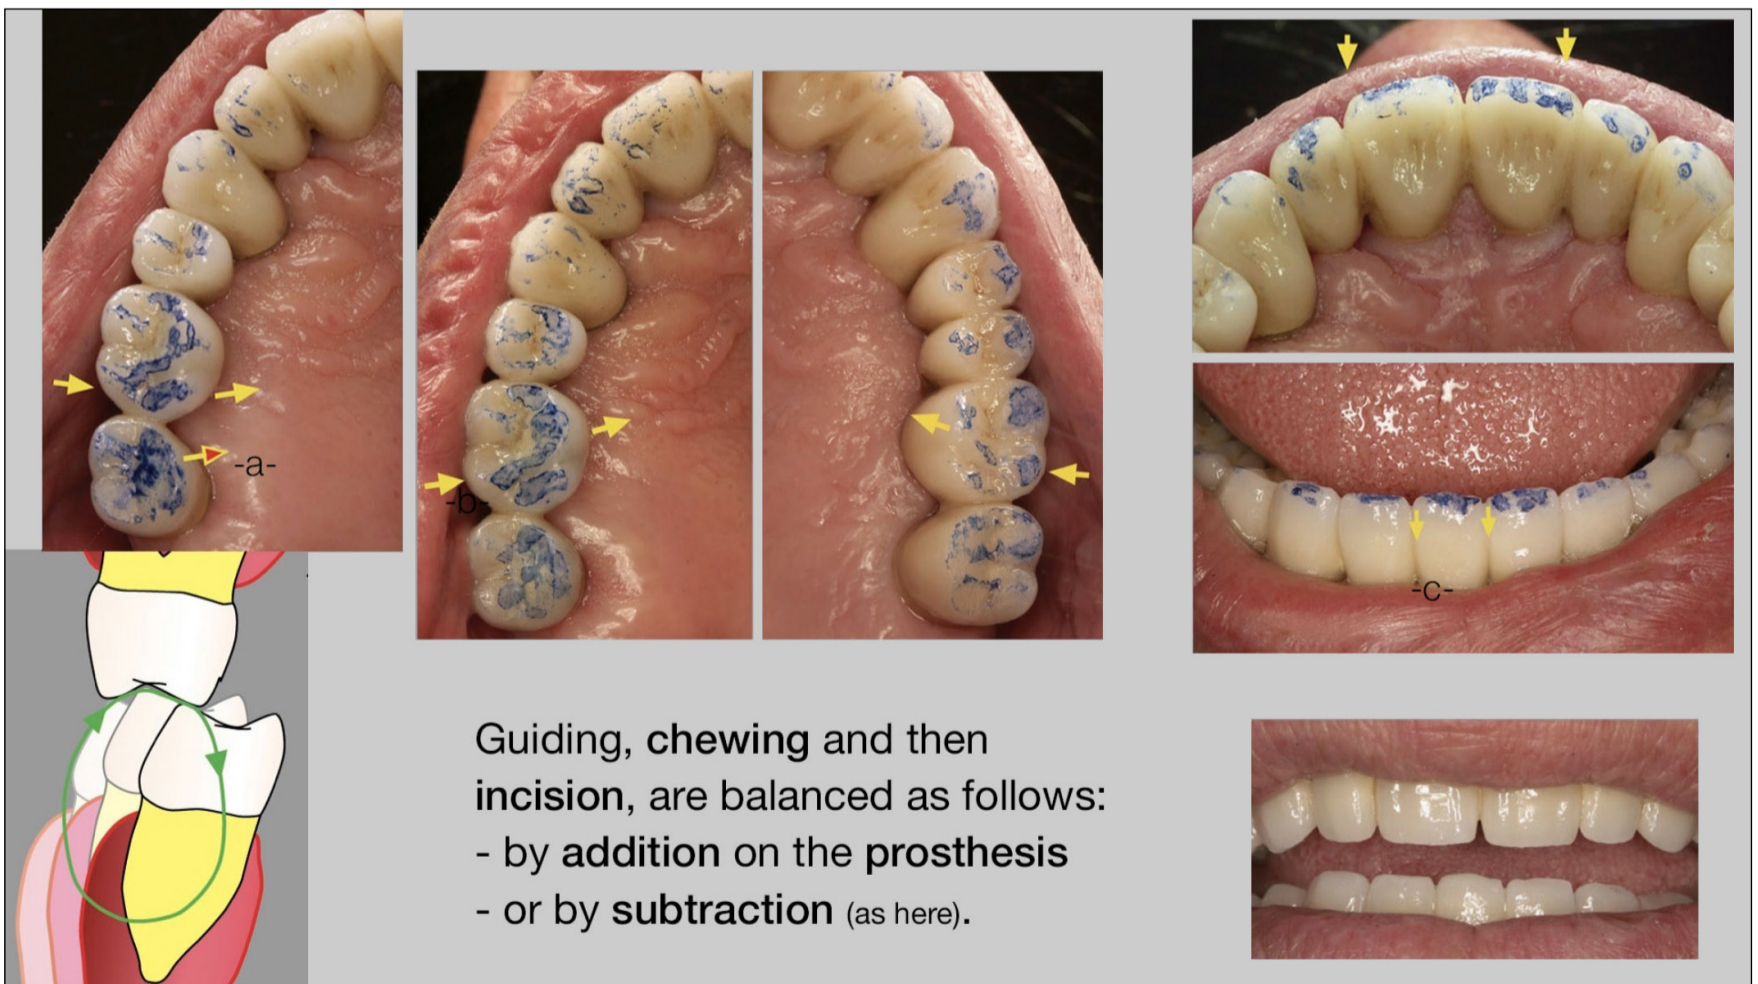 -a-
-b-
-c-
Guiding, chewing and then
incision, are balanced as follows:
- by addition on the prosthesis
- or by subtraction (as here).